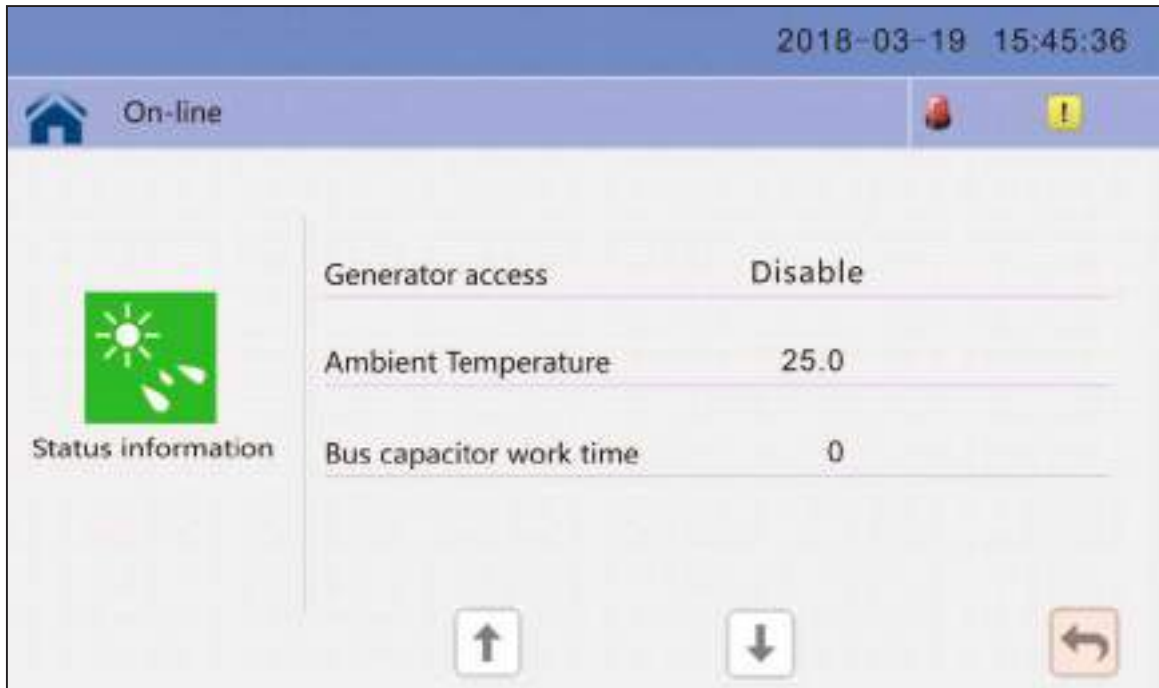 2018-03-19 15:45:36
On-line
!
Generator access Disable
Ambient Temperature 25.0
Status information
Bus capacitor work time 0